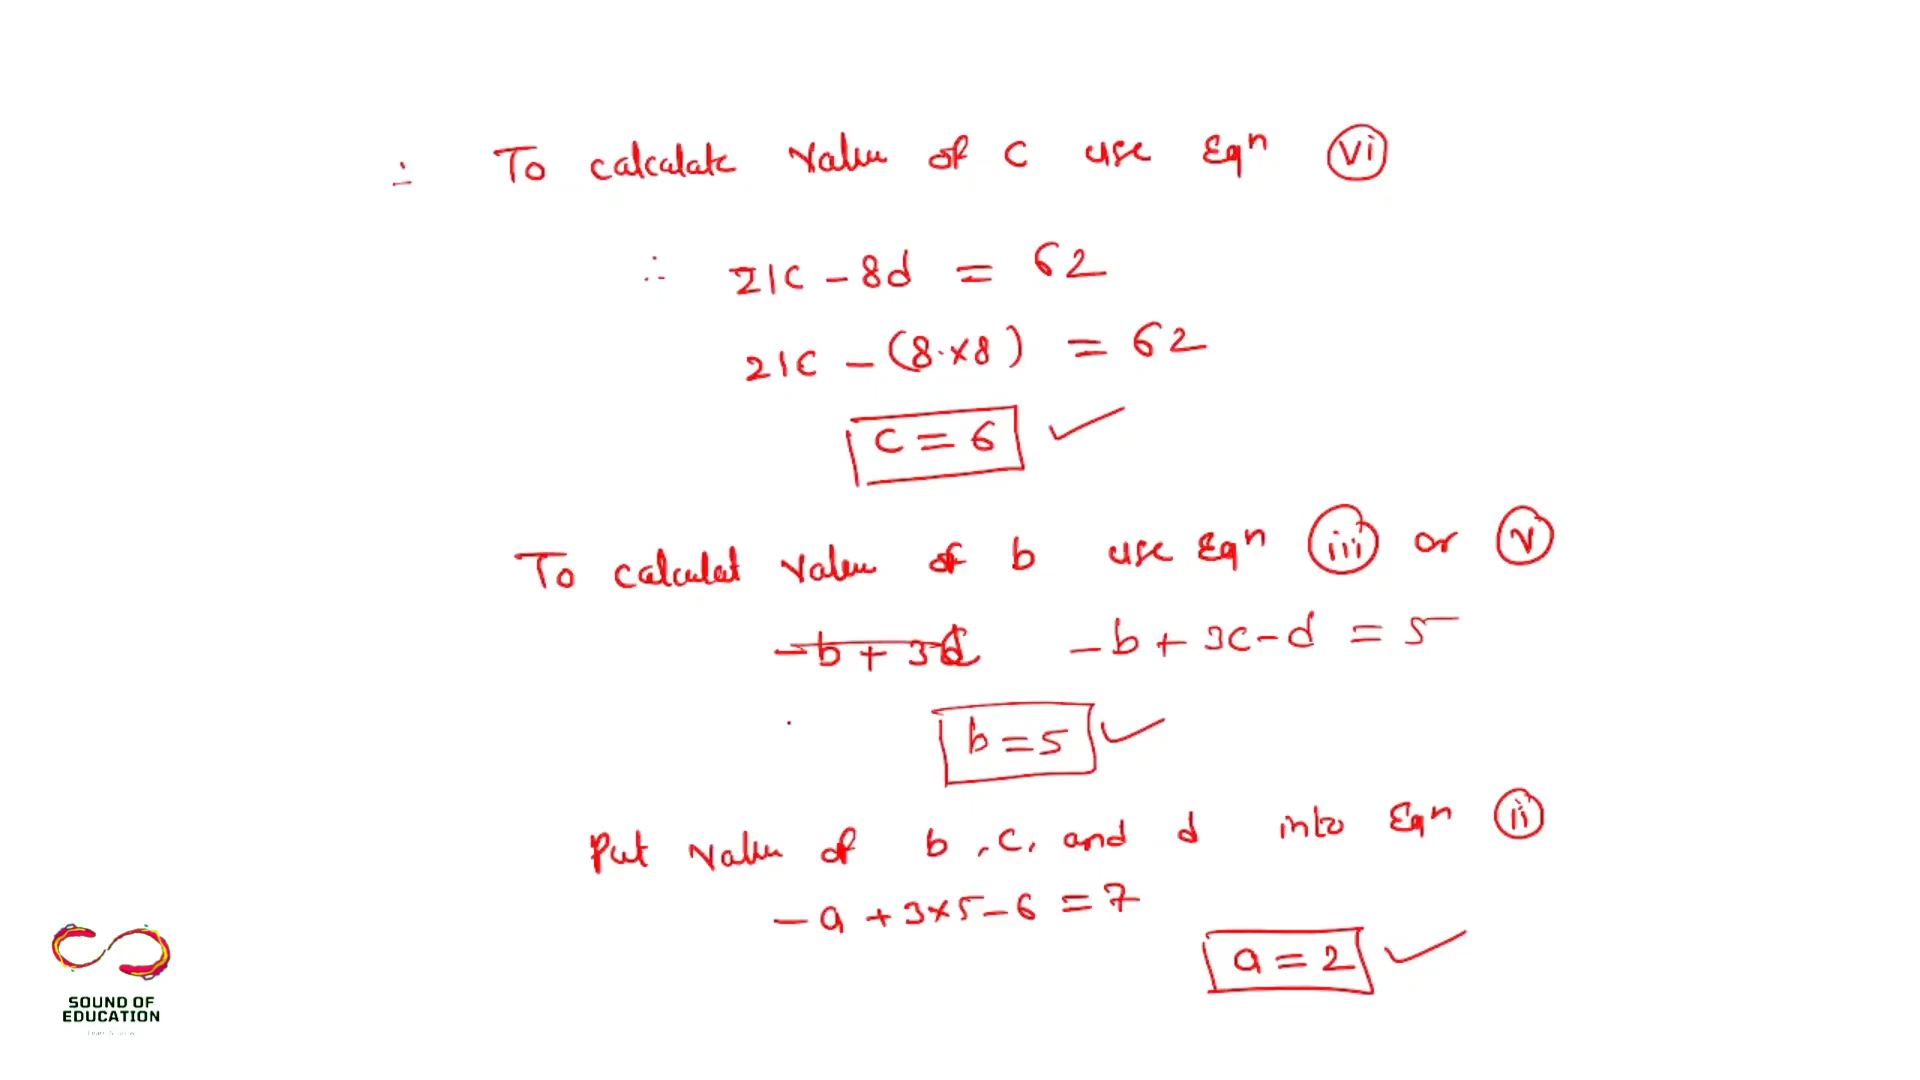 ∴ To calculate value of c use Eqn (vi)
∴ 21c - 8d = 62
21c - (8·×8) = 62
c = 6 ✓
To calculat value of b use Eqn (iii) or (v)
-b + 3d -b + 3c - d = 5
b = 5 ✓
Put value of b, c, and d into Eqn (ii)
-a + 3×5 - 6 = 7
a = 2 ✓
SOUND OF
EDUCATION